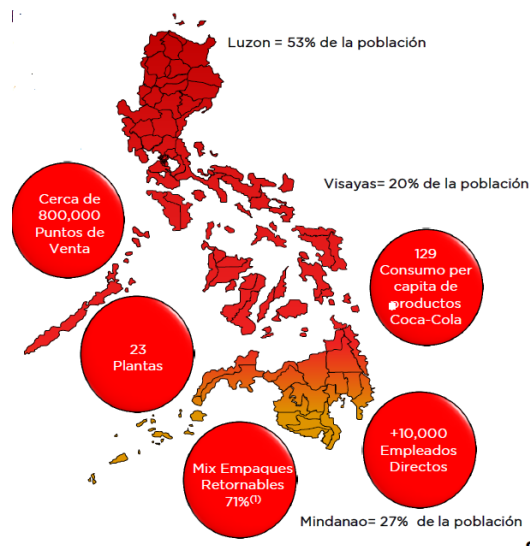 Luzon = 53% de la población
Visayas= 20% de la población
Cerca de
800,000
Puntos de
Venta
129
Consumo per
capita de
productos
Coca-Cola
23
Plantas
+10,000
Empleados
Directos
Mix Empaques
Retornables
71%(1)
Mindanao= 27% de la población